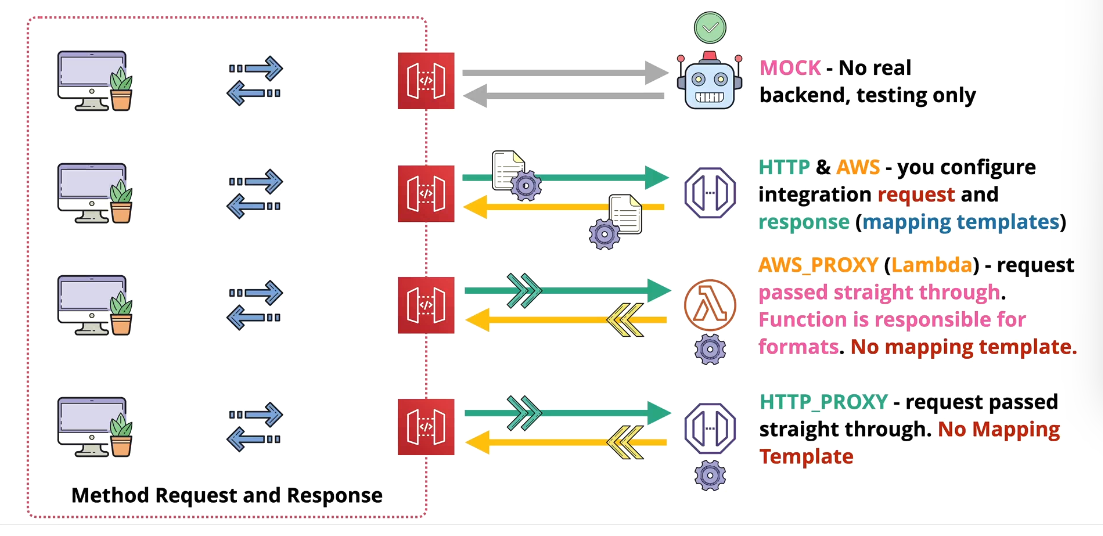 MOCK - No real
backend, testing only
HTTP & AWS - you configure
integration request and
response (mapping templates)
AWS_PROXY (Lambda) - request
passed straight through.
Function is responsible for
formats. No mapping template.
HTTP_PROXY - request passed
straight through. No Mapping
Template
Method Request and Response